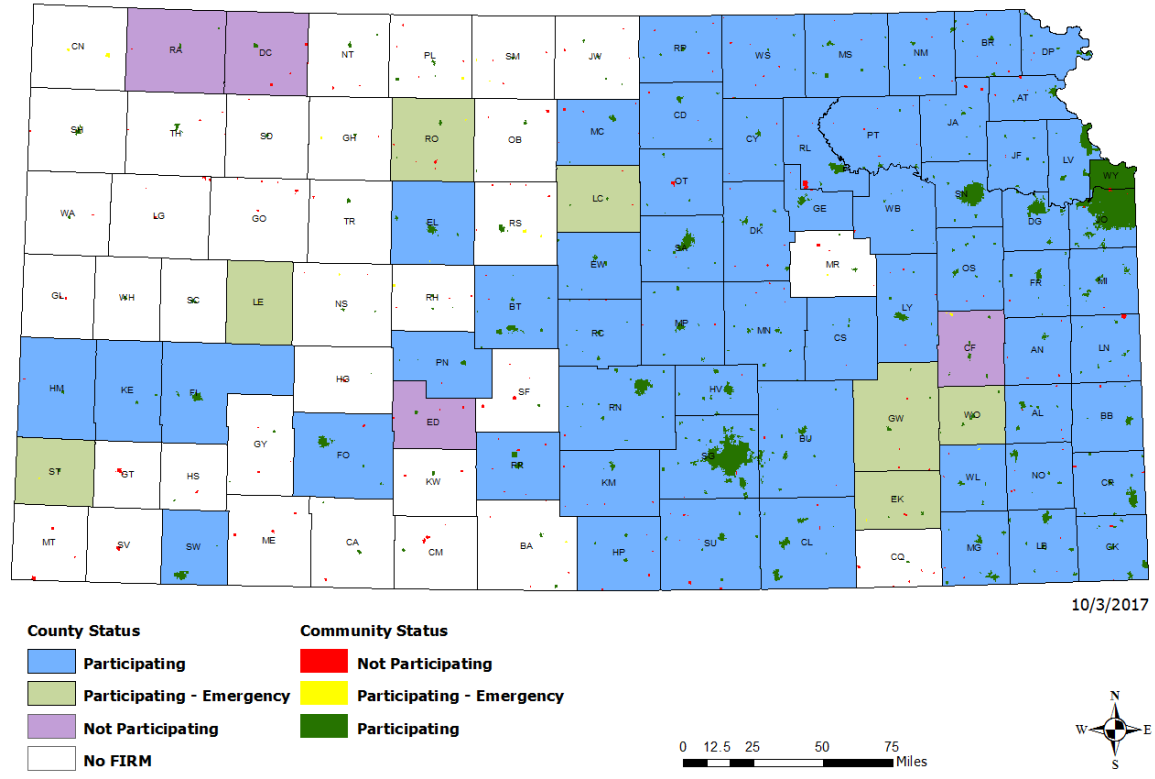 CN RA DC NT PL SM JW RP WS MS NM BR DP
SH TH SD GH RO OB MC CD CY RL PT JA AT
JF LV WY
WA LG GO TR EL RS LC OT GE WB SN DG JO
SA DK MR
GL WH SC LE NS RH BT EW OS FR MI
RC MP MN CS LY CF AN LN
HM KE FI HG PN SF
ED RN HV GW WO AL BB
GY FO PR SG BU
ST GT HS KW KM EK WL NO CR
MT SV SW ME CA CM BA HP SU CL CQ MG LB CK
10/3/2017
County Status
Participating
Participating - Emergency
Not Participating
No FIRM
Community Status
Not Participating
Participating - Emergency
Participating
0 12.5 25 50 75
Miles
N
W E
S